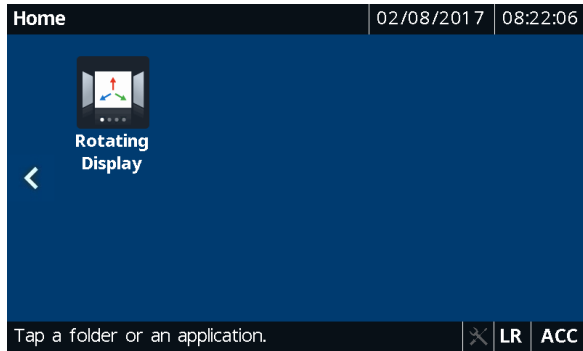 Home 02/08/2017 08:22:06
Rotating
Display
Tap a folder or an application. LR ACC